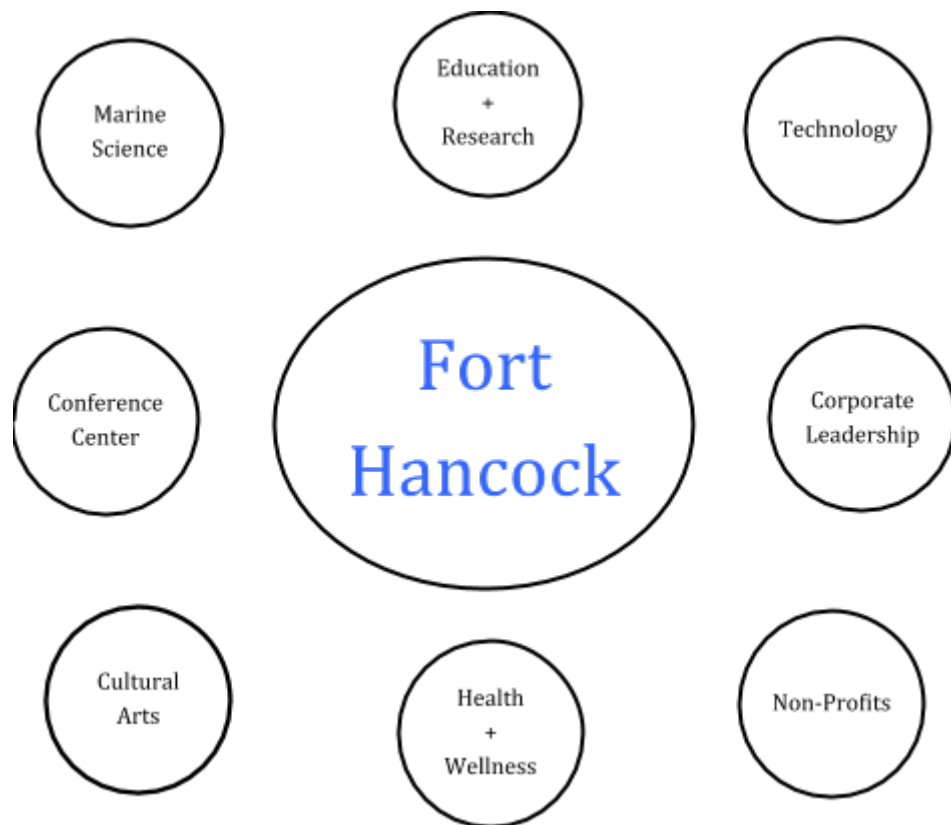 Marine
Science
Education
+
Research
Technology
Conference
Center
Fort
Hancock
Corporate
Leadership
Cultural
Arts
Health
+
Wellness
Non-Profits